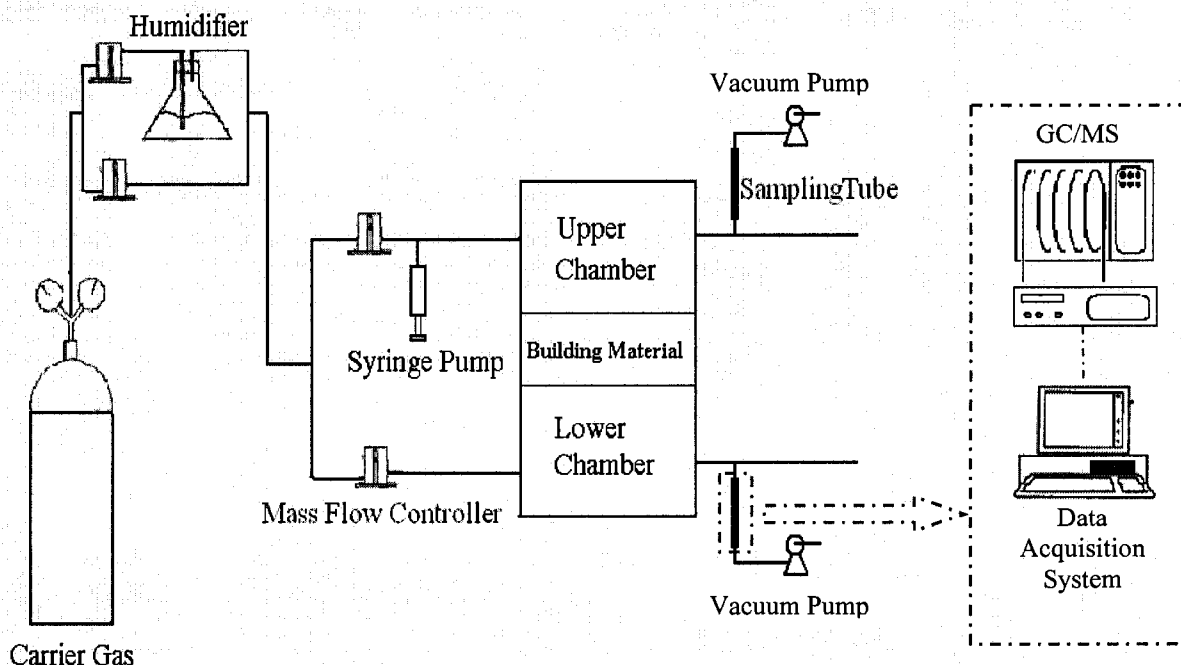 Humidifier
Vacuum Pump
GC/MS
SamplingTube
Upper
Chamber
Syringe Pump
Building Material
Lower
Chamber
Mass Flow Controller
Data
Acquisition
System
Vacuum Pump
Carrier Gas